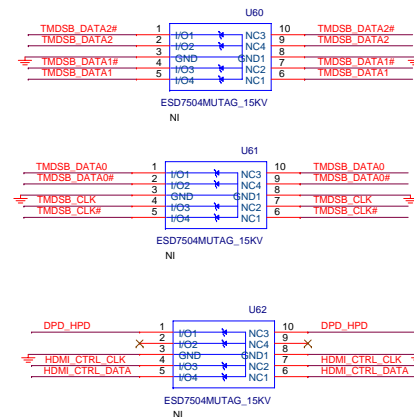 U60
TMDSB_DATA2# 1 I/O1 NC3 10 TMDSB_DATA2#
TMDSB_DATA2 2 I/O2 NC4 9 TMDSB_DATA2
3 GND GND1 8
TMDSB_DATA1# 4 I/O3 NC2 7 TMDSB_DATA1#
TMDSB_DATA1 5 I/O4 NC1 6 TMDSB_DATA1
ESD7504MUTAG_15KV
NI
U61
TMDSB_DATA0 1 I/O1 NC3 10 TMDSB_DATA0
TMDSB_DATA0# 2 I/O2 NC4 9 TMDSB_DATA0#
3 GND GND1 8
TMDSB_CLK 4 I/O3 NC2 7 TMDSB_CLK
TMDSB_CLK# 5 I/O4 NC1 6 TMDSB_CLK#
ESD7504MUTAG_15KV
NI
U62
DPD_HPD 1 I/O1 NC3 10 DPD_HPD
2 I/O2 NC4 9
3 GND GND1 8
HDMI_CTRL_CLK 4 I/O3 NC2 7 HDMI_CTRL_CLK
HDMI_CTRL_DATA 5 I/O4 NC1 6 HDMI_CTRL_DATA
ESD7504MUTAG_15KV
NI